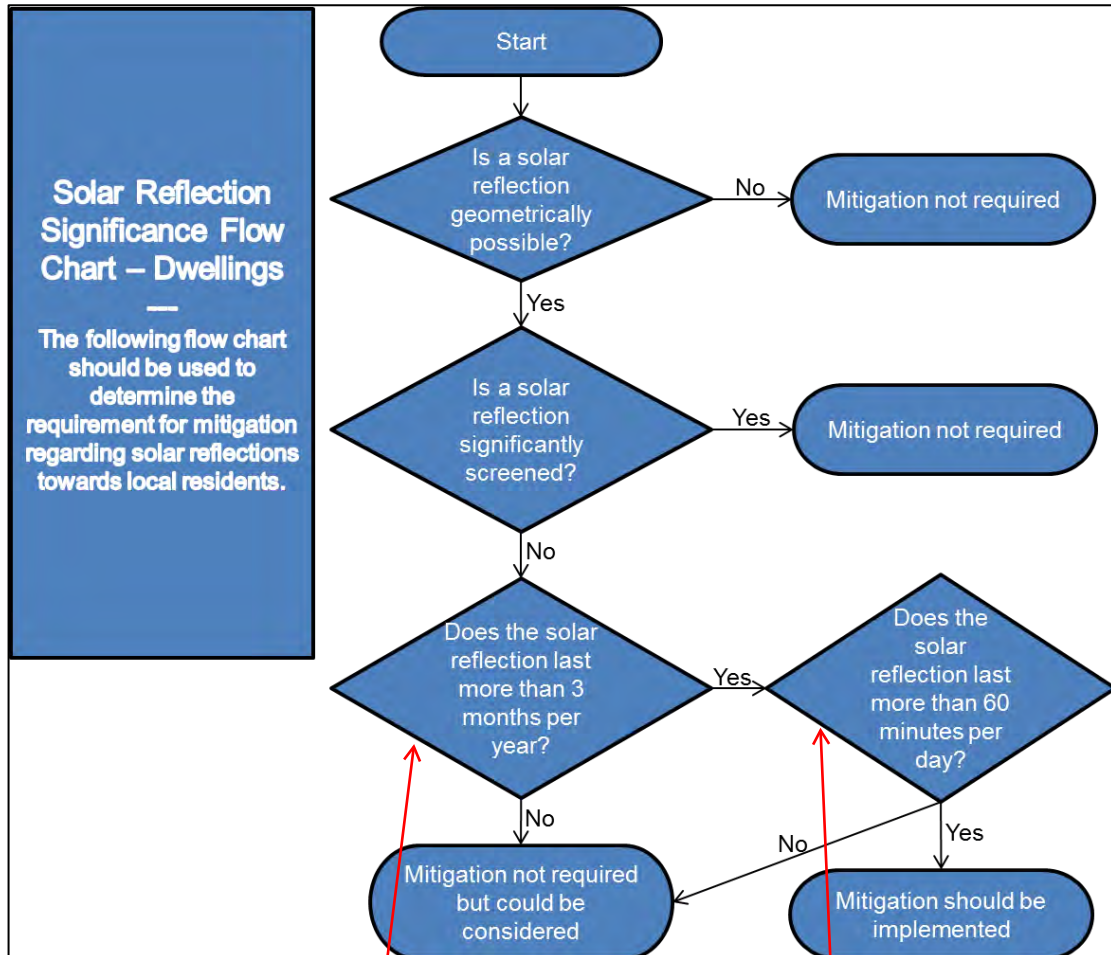 Solar Reflection
Significance Flow
Chart – Dwellings
---
The following flow chart
should be used to
determine the
requirement for mitigation
regarding solar reflections
towards local residents.
Start
Is a solar
reflection
geometrically
possible?
No
Mitigation not required
Yes
Is a solar
reflection
significantly
screened?
Yes
Mitigation not required
No
Does the solar
reflection last
more than 3
months per
year?
Yes
Does the
solar
reflection last
more than 60
minutes per
day?
No
No
Yes
Mitigation not required
but could be
considered
Mitigation should be
implemented